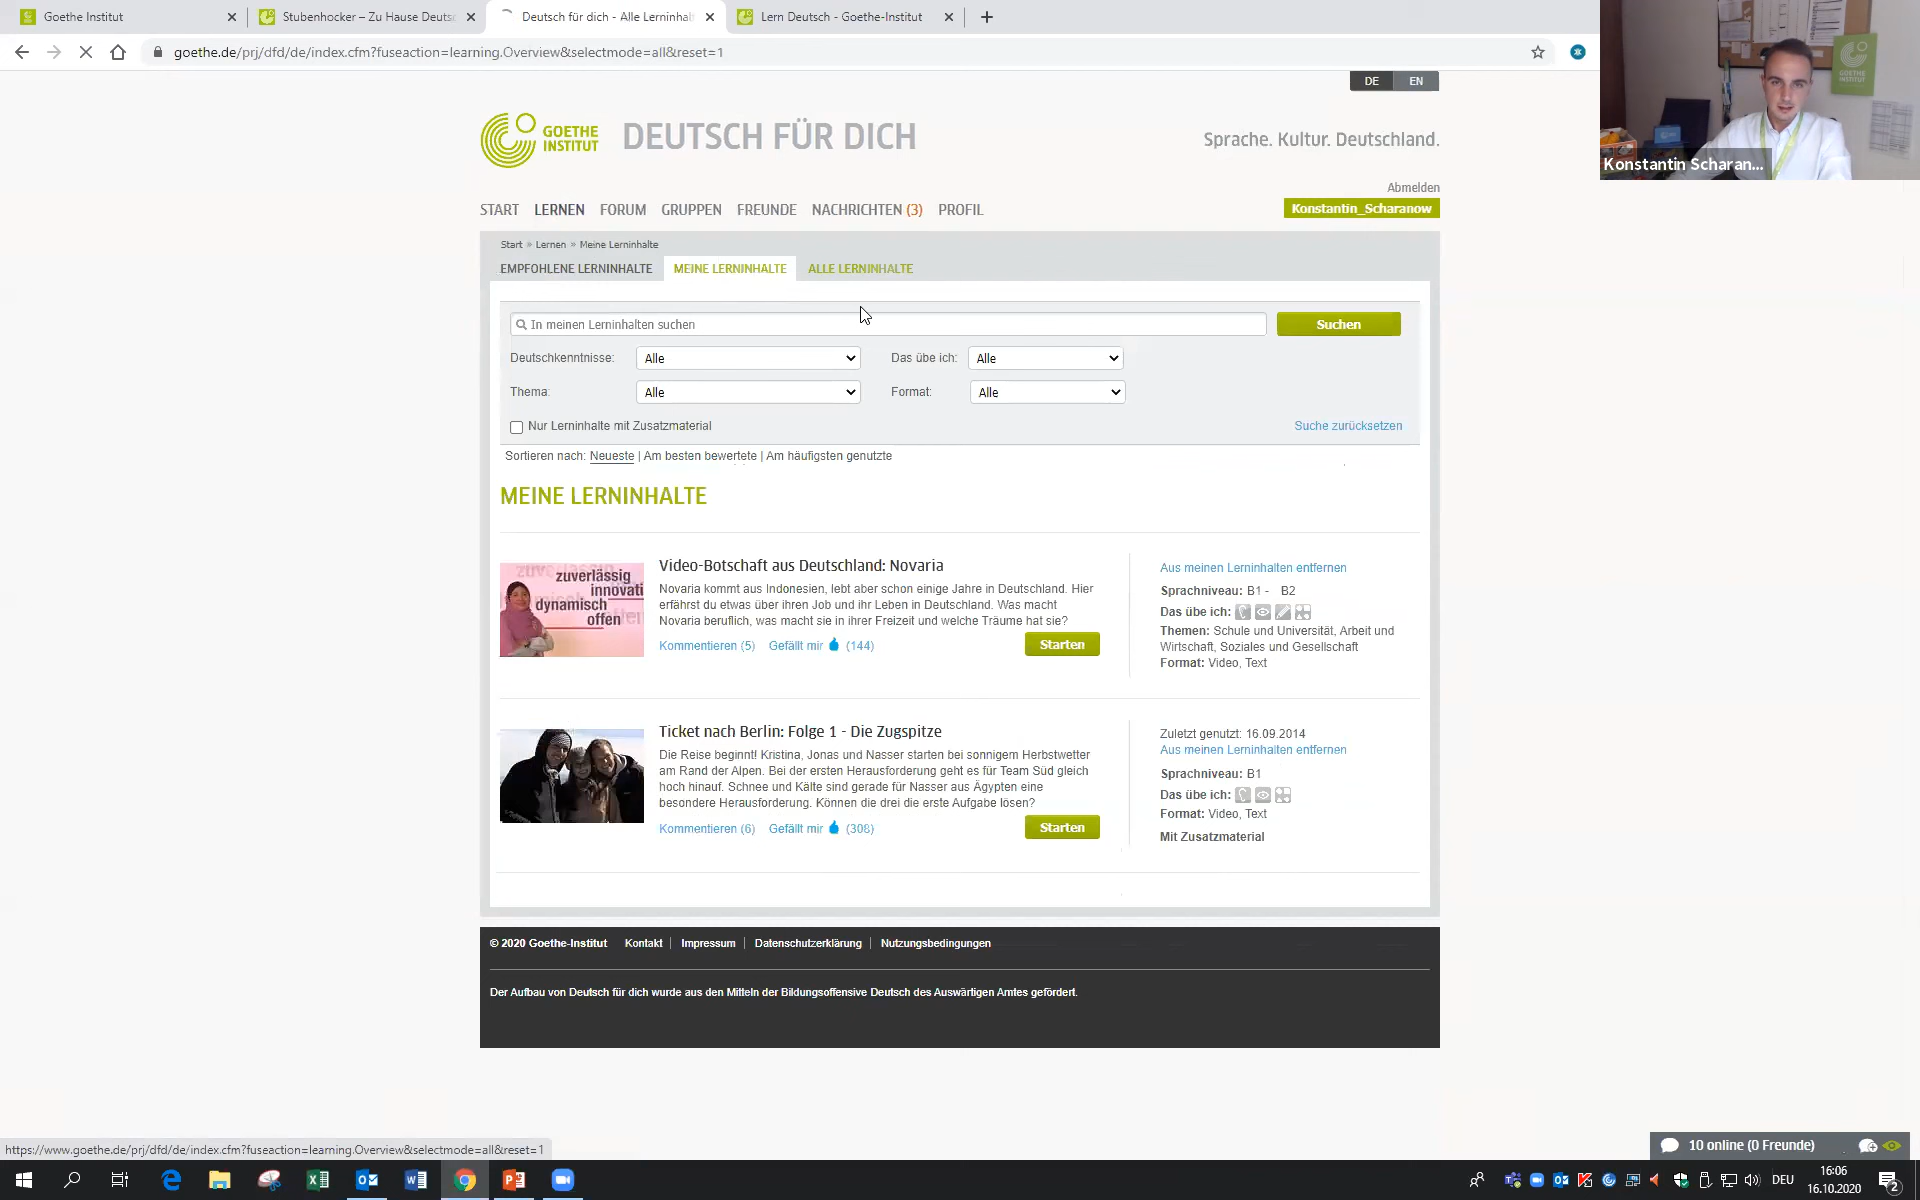 Goethe Institut
Stubenhocker – Zu Hause Deuts
Deutsch für dich - Alle Lerninhal
Lern Deutsch - Goethe-Institut
goethe.de/prj/dfd/de/index.cfm?fuseaction=learning.Overview&selectmode=all&reset=1
GOETHE INSTITUT
Konstantin Scharan...
DE EN
GOETHE
INSTITUT
DEUTSCH FÜR DICH
Sprache. Kultur. Deutschland.
Abmelden
START LERNEN FORUM GRUPPEN FREUNDE NACHRICHTEN (3) PROFIL
Konstantin_Scharanow
Start » Lernen » Meine Lerninhalte
EMPFOHLENE LERNINHALTE MEINE LERNINHALTE ALLE LERNINHALTE
In meinen Lerninhalten suchen
Suchen
Deutschkenntnisse: Alle Das übe ich: Alle
Thema: Alle Format: Alle
Nur Lerninhalte mit Zusatzmaterial
Suche zurücksetzen
Sortieren nach: Neueste | Am besten bewertete | Am häufigsten genutzte
MEINE LERNINHALTE
zuverlässig
innovati
dynamisch
offen
Video-Botschaft aus Deutschland: Novaria
Novaria kommt aus Indonesien, lebt aber schon einige Jahre in Deutschland. Hier
erfährst du etwas über ihren Job und ihr Leben in Deutschland. Was macht
Novaria beruflich, was macht sie in ihrer Freizeit und welche Träume hat sie?
Kommentieren (5) Gefällt mir (144)
Starten
Aus meinen Lerninhalten entfernen
Sprachniveau: B1 - B2
Das übe ich:
Themen: Schule und Universität, Arbeit und
Wirtschaft, Soziales und Gesellschaft
Format: Video, Text
Ticket nach Berlin: Folge 1 - Die Zugspitze
Die Reise beginnt! Kristina, Jonas und Nasser starten bei sonnigem Herbstwetter
am Rand der Alpen. Bei der ersten Herausforderung geht es für Team Süd gleich
hoch hinauf. Schnee und Kälte sind gerade für Nasser aus Ägypten eine
besondere Herausforderung. Können die drei die erste Aufgabe lösen?
Kommentieren (6) Gefällt mir (308)
Starten
Zuletzt genutzt: 16.09.2014
Aus meinen Lerninhalten entfernen
Sprachniveau: B1
Das übe ich:
Format: Video, Text
Mit Zusatzmaterial
© 2020 Goethe-Institut Kontakt | Impressum | Datenschutzerklärung | Nutzungsbedingungen
Der Aufbau von Deutsch für dich wurde aus den Mitteln der Bildungsoffensive Deutsch des Auswärtigen Amtes gefördert.
https://www.goethe.de/prj/dfd/de/index.cfm?fuseaction=learning.Overview&selectmode=all&reset=1
10 online (0 Freunde)
DEU
16:06
16.10.2020
2